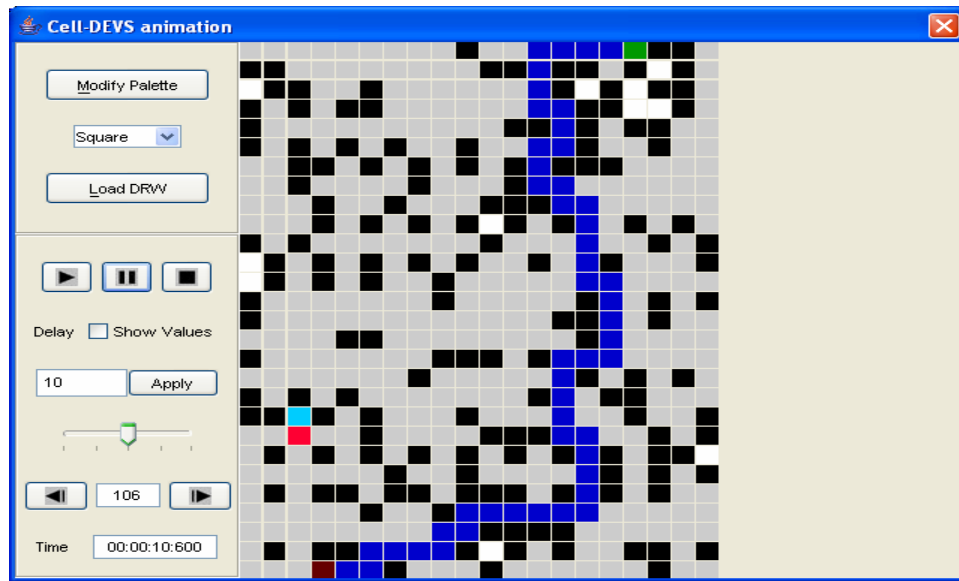 Cell-DEVS animation
Modify Palette
Square
Load DRW
Delay
Show Values
10
Apply
106
Time
00:00:10:600